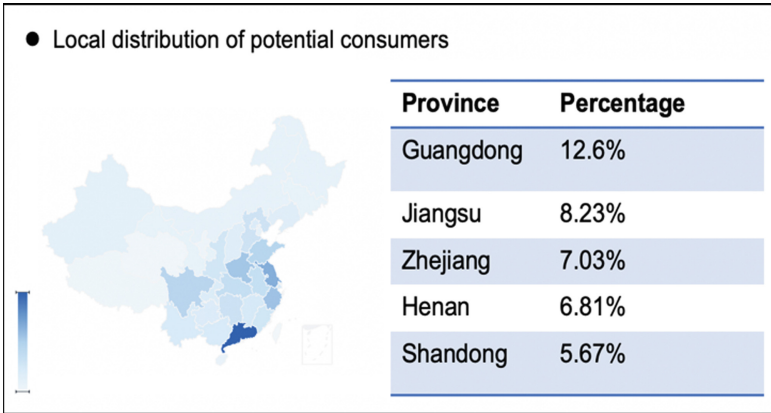 ● Local distribution of potential consumers
Province Percentage
Guangdong 12.6%
Jiangsu 8.23%
Zhejiang 7.03%
Henan 6.81%
Shandong 5.67%